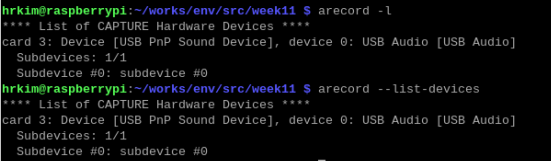 hrkim@raspberrypi:~/works/env/src/week11 $ arecord -l
**** List of CAPTURE Hardware Devices ****
card 3: Device [USB PnP Sound Device], device 0: USB Audio [USB Audio]
  Subdevices: 1/1
  Subdevice #0: subdevice #0
hrkim@raspberrypi:~/works/env/src/week11 $ arecord --list-devices
**** List of CAPTURE Hardware Devices ****
card 3: Device [USB PnP Sound Device], device 0: USB Audio [USB Audio]
  Subdevices: 1/1
  Subdevice #0: subdevice #0